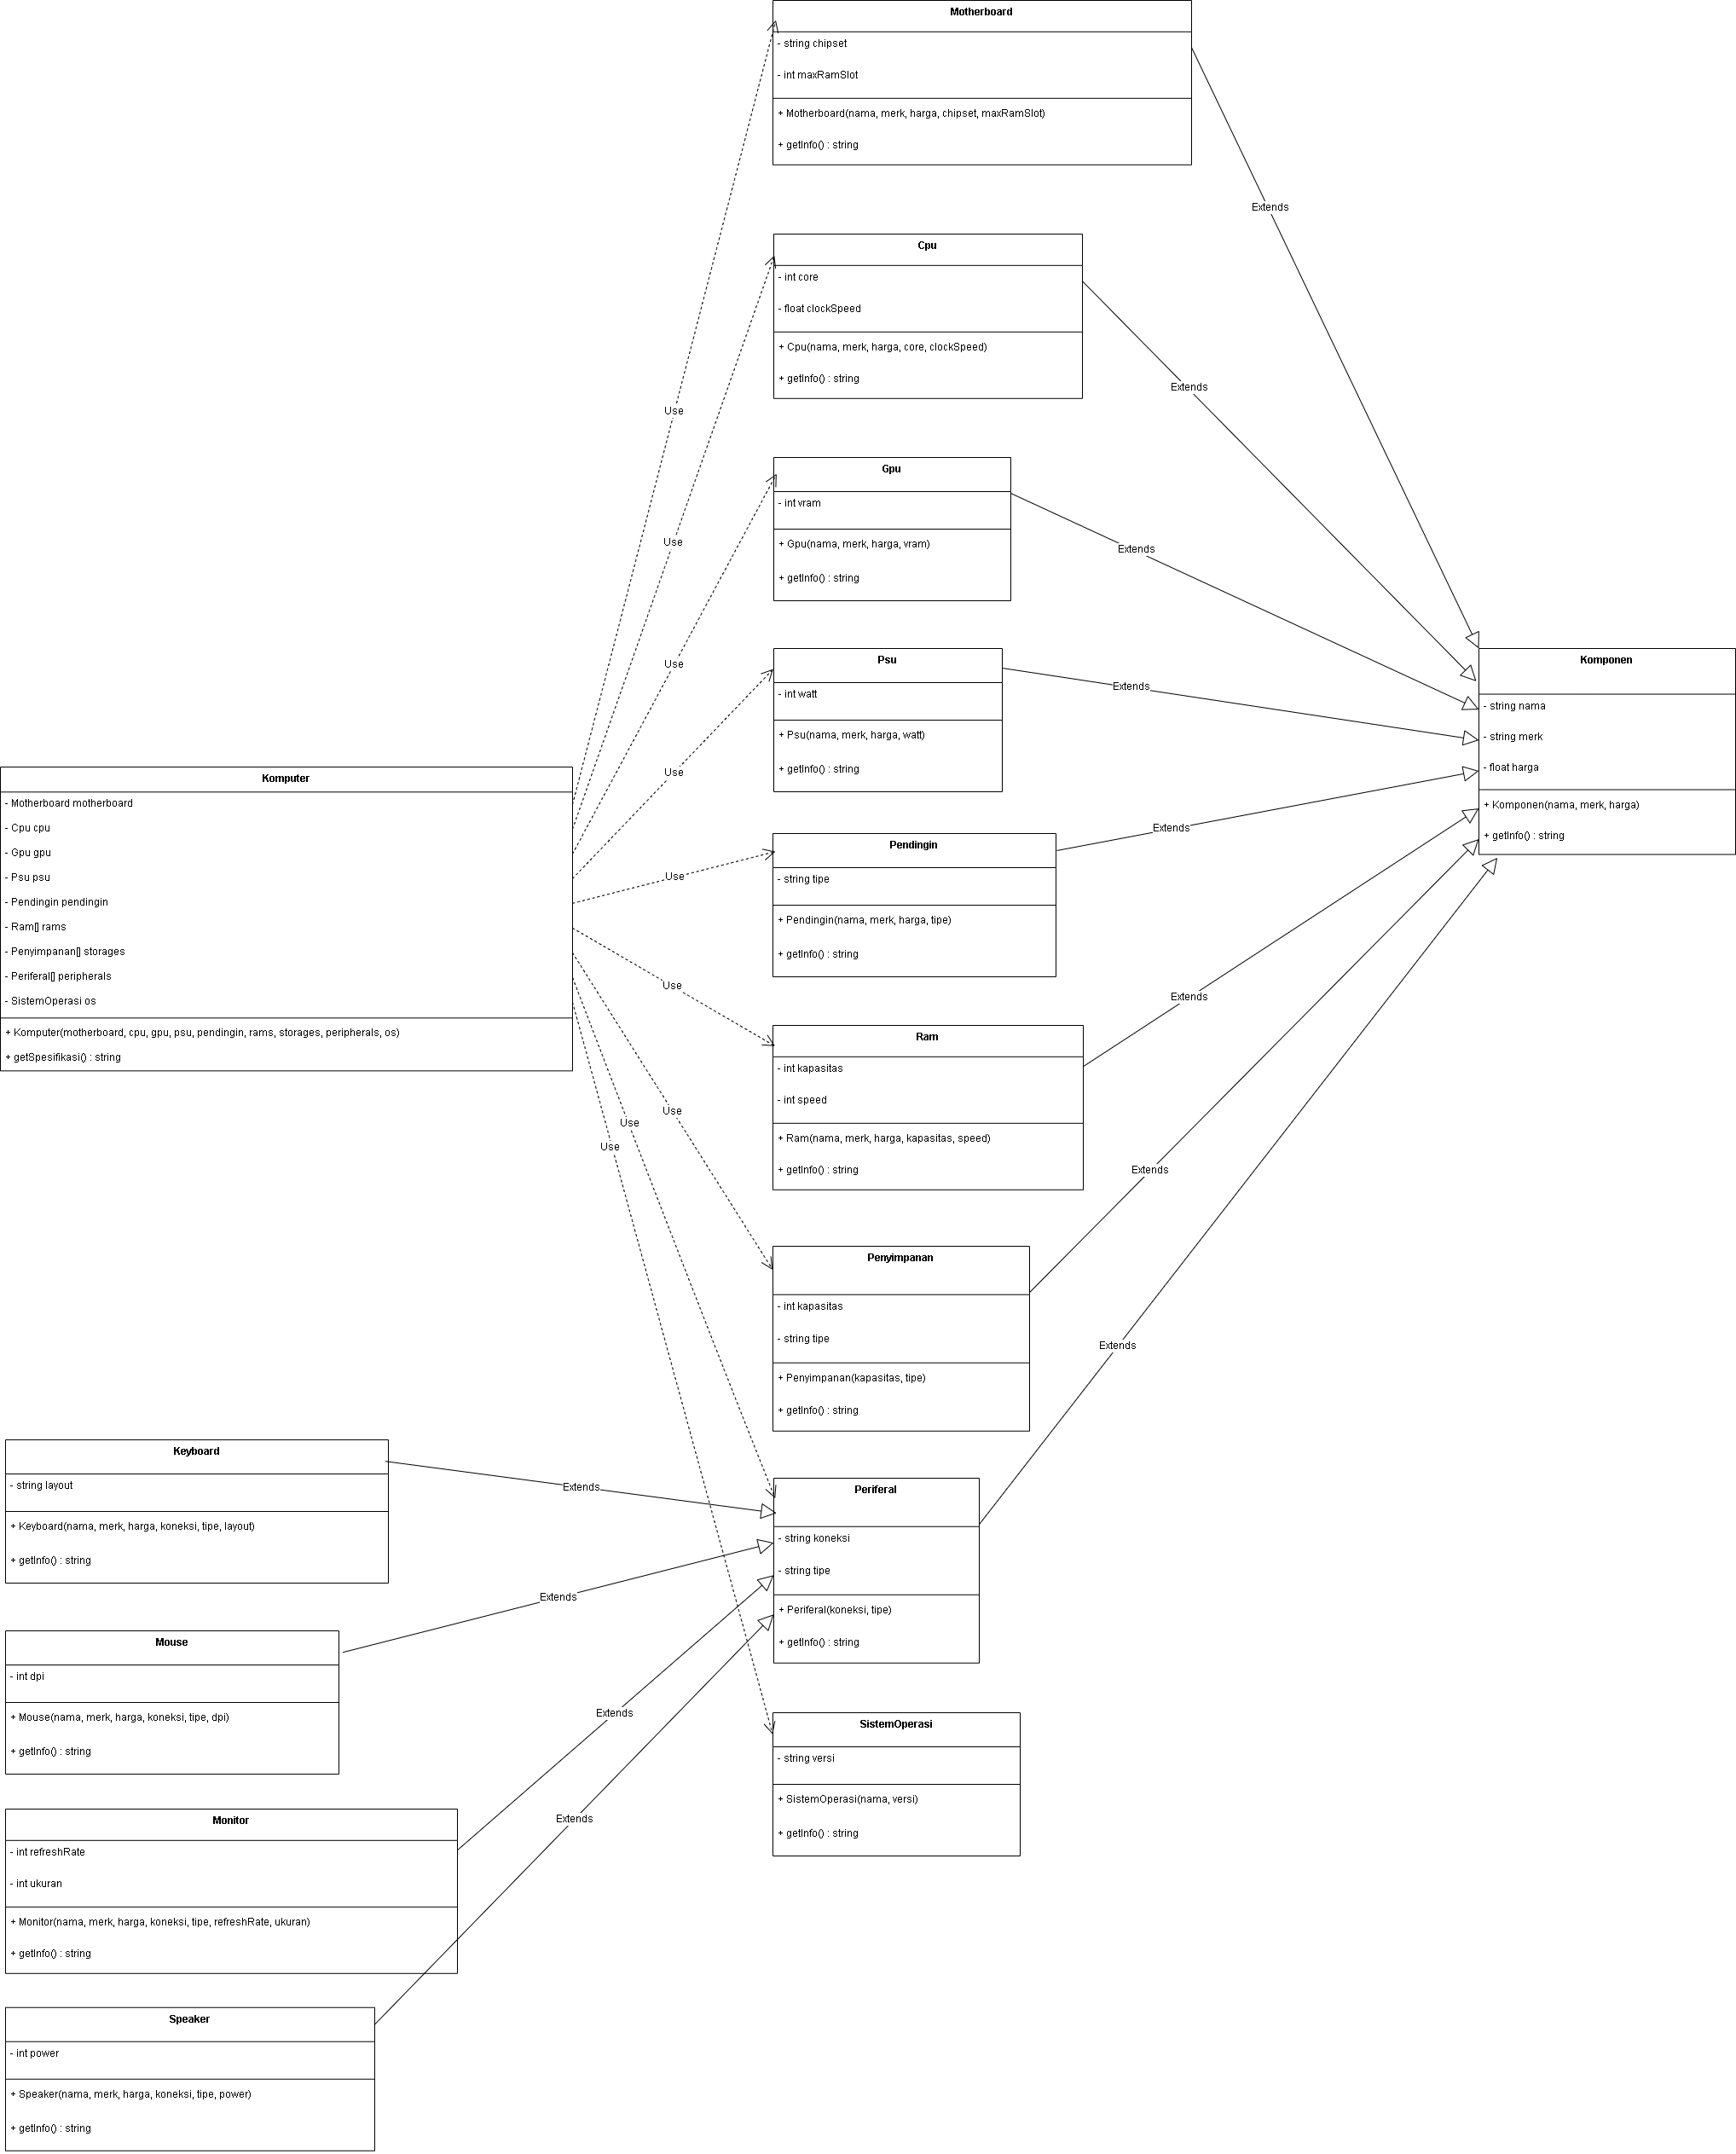 Motherboard
- string chipset
- int maxRamSlot
+ Motherboard(nama, merk, harga, chipset, maxRamSlot)
+ getInfo() : string
Extends
Cpu
- int core
- float clockSpeed
+ Cpu(nama, merk, harga, core, clockSpeed)
+ getInfo() : string
Extends
Use
Gpu
- int vram
+ Gpu(nama, merk, harga, vram)
+ getInfo() : string
Extends
Use
Psu
- int watt
+ Psu(nama, merk, harga, watt)
+ getInfo() : string
Extends
Use
Komponen
- string nama
- string merk
- float harga
+ Komponen(nama, merk, harga)
+ getInfo() : string
Use
Komputer
- Motherboard motherboard
- Cpu cpu
- Gpu gpu
- Psu psu
- Pendingin pendingin
- Ram[] rams
- Penyimpanan[] storages
- Periferal[] peripherals
- SistemOperasi os
+ Komputer(motherboard, cpu, gpu, psu, pendingin, rams, storages, peripherals, os)
+ getSpesifikasi() : string
Pendingin
- string tipe
+ Pendingin(nama, merk, harga, tipe)
+ getInfo() : string
Extends
Use
Use
Ram
- int kapasitas
- int speed
+ Ram(nama, merk, harga, kapasitas, speed)
+ getInfo() : string
Extends
Use
Use
Use
Extends
Penyimpanan
- int kapasitas
- string tipe
+ Penyimpanan(kapasitas, tipe)
+ getInfo() : string
Extends
Keyboard
- string layout
+ Keyboard(nama, merk, harga, koneksi, tipe, layout)
+ getInfo() : string
Extends
Periferal
- string koneksi
- string tipe
+ Periferal(koneksi, tipe)
+ getInfo() : string
Extends
Mouse
- int dpi
+ Mouse(nama, merk, harga, koneksi, tipe, dpi)
+ getInfo() : string
Extends
SistemOperasi
- string versi
+ SistemOperasi(nama, versi)
+ getInfo() : string
Monitor
- int refreshRate
- int ukuran
+ Monitor(nama, merk, harga, koneksi, tipe, refreshRate, ukuran)
+ getInfo() : string
Extends
Speaker
- int power
+ Speaker(nama, merk, harga, koneksi, tipe, power)
+ getInfo() : string